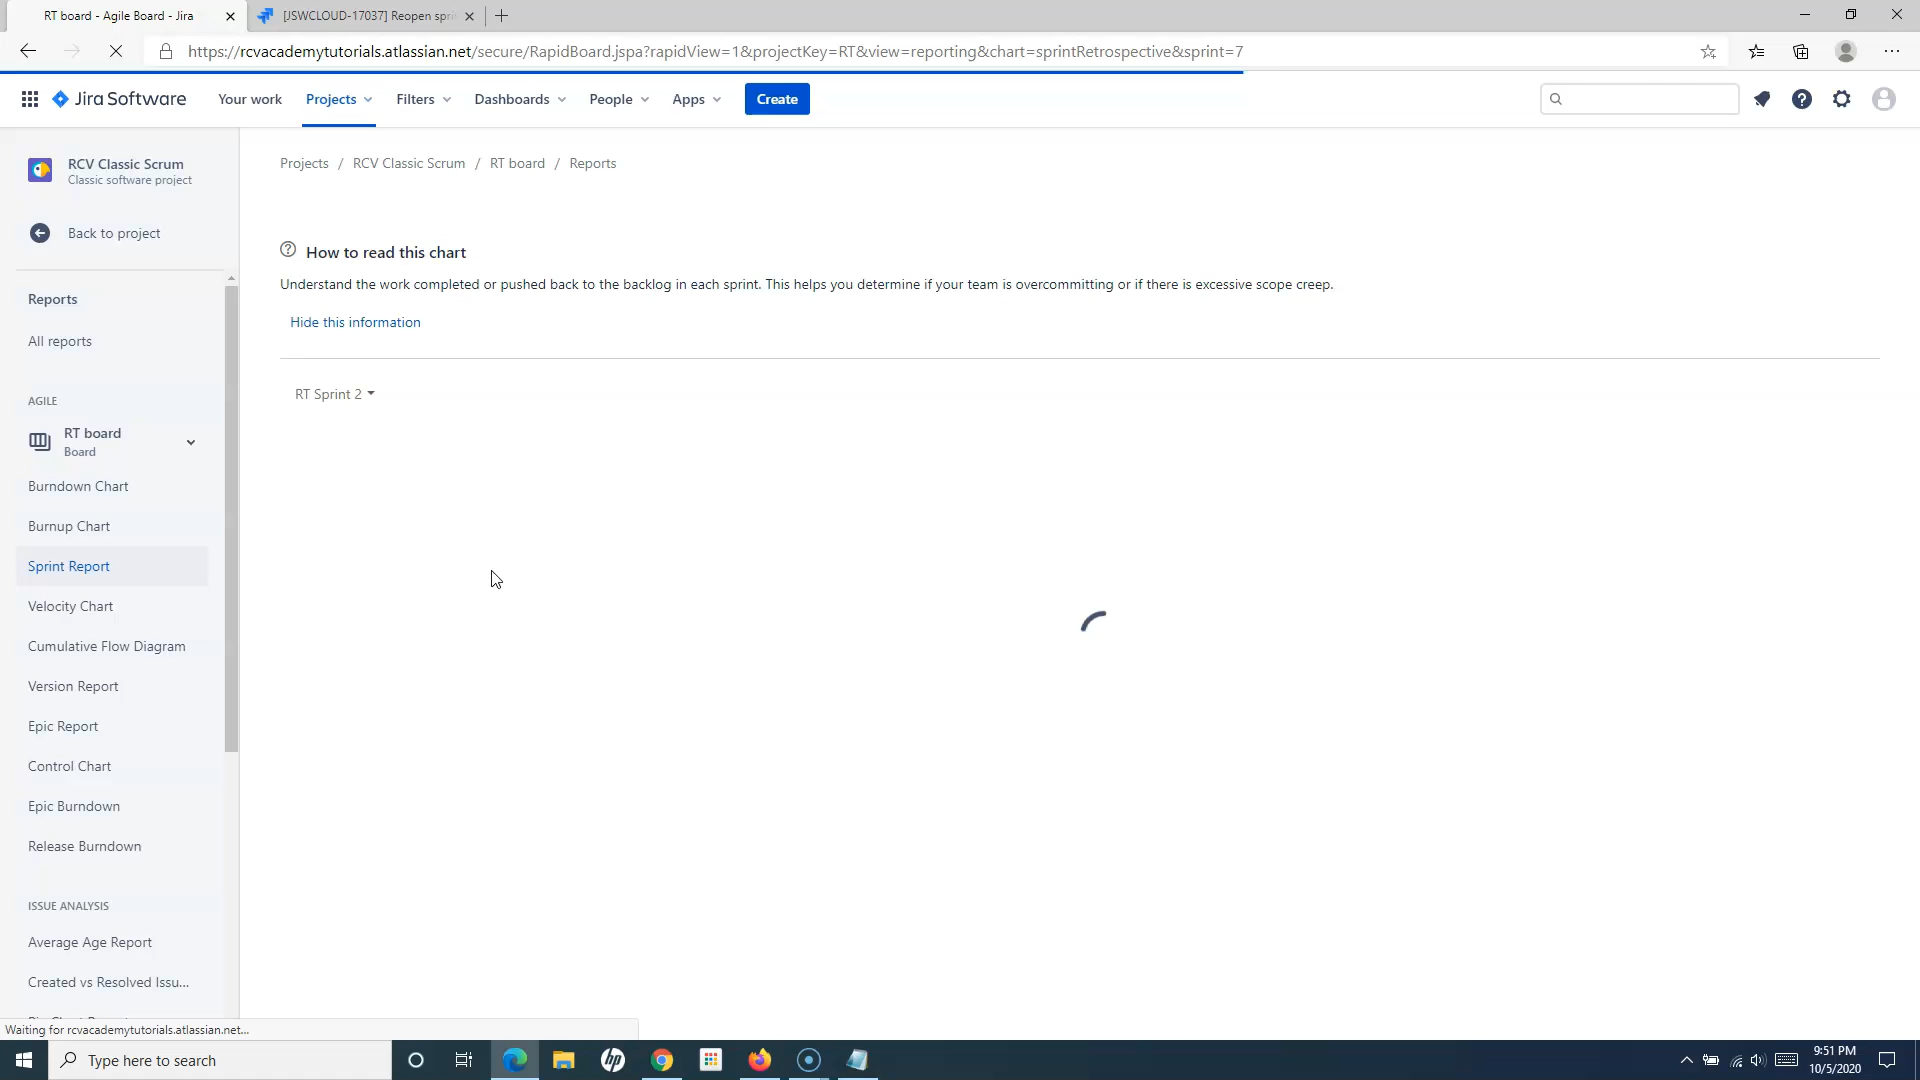 RT board - Agile Board - Jira
[JSWCLOUD-17037] Reopen spri
https://rcvacademytutorials.atlassian.net/secure/RapidBoard.jspa?rapidView=1&projectKey=RT&view=reporting&chart=sprintRetrospective&sprint=7
Jira Software
Your work
Projects
Filters
Dashboards
People
Apps
Create
RCV Classic Scrum
Classic software project
Back to project
Projects / RCV Classic Scrum / RT board / Reports
How to read this chart
Understand the work completed or pushed back to the backlog in each sprint. This helps you determine if your team is overcommitting or if there is excessive scope creep.
Hide this information
RT Sprint 2
Reports
All reports
AGILE
RT board
Board
Burndown Chart
Burnup Chart
Sprint Report
Velocity Chart
Cumulative Flow Diagram
Version Report
Epic Report
Control Chart
Epic Burndown
Release Burndown
ISSUE ANALYSIS
Average Age Report
Created vs Resolved Issu...
Waiting for rcvacademytutorials.atlassian.net...
Type here to search
hp
9:51 PM
10/5/2020